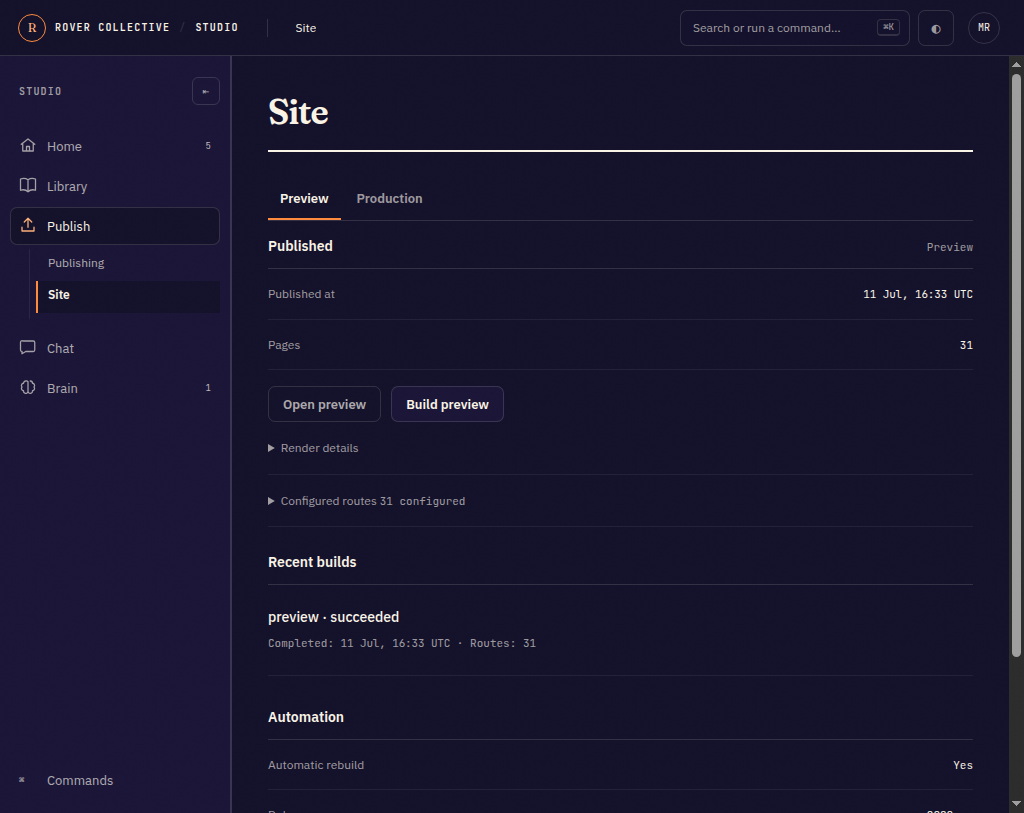 R ROVER COLLECTIVE / STUDIO Site Search or run a command... ⌘K MR
STUDIO
Home 5
Library
Publish
Publishing
Site
Chat
Brain 1
⌘ Commands
Site
Preview Production
Published Preview
Published at 11 Jul, 16:33 UTC
Pages 31
Open preview Build preview
Render details
Configured routes 31 configured
Recent builds
preview · succeeded
Completed: 11 Jul, 16:33 UTC · Routes: 31
Automation
Automatic rebuild Yes